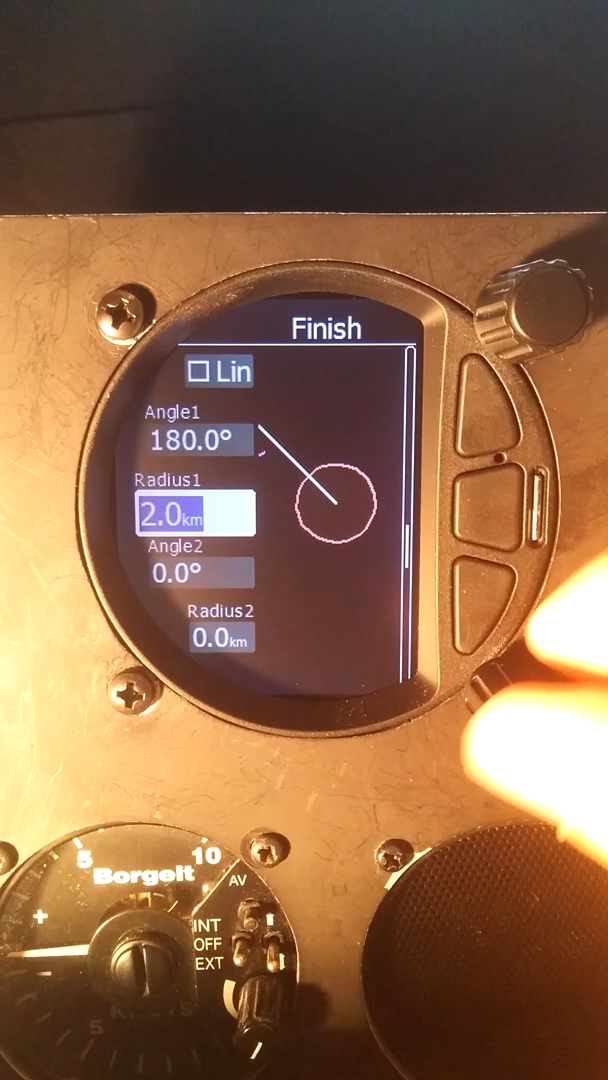 Finish
Lin
Angle1
180.0°
Radius1
2.0km
Angle2
0.0°
Radius2
0.0km
5
10
Borgelt
AV
+
INT
OFF
EXT
-
5